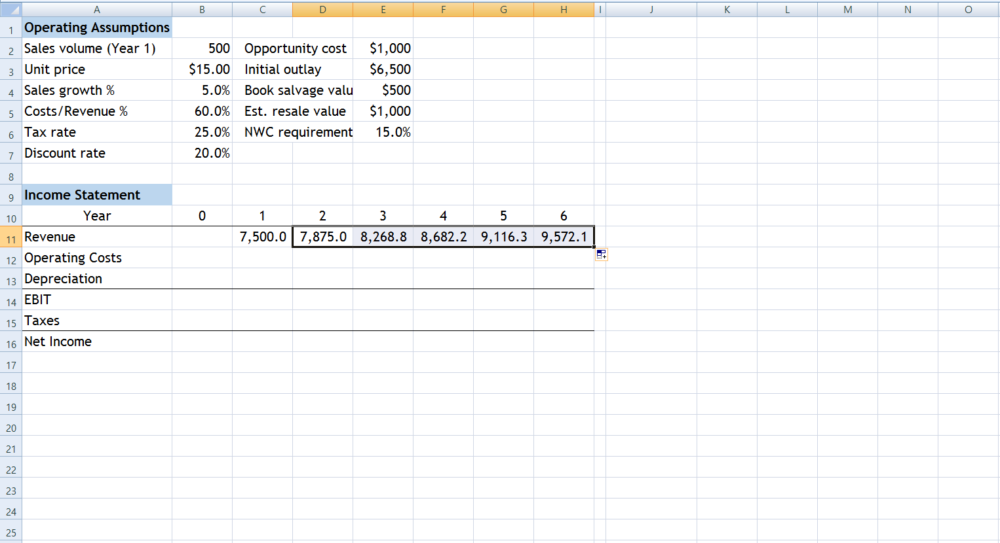 A B C D E F G H I J K L M N O
1 Operating Assumptions
2 Sales volume (Year 1) 500 Opportunity cost $1,000
3 Unit price $15.00 Initial outlay $6,500
4 Sales growth % 5.0% Book salvage valu $500
5 Costs/Revenue % 60.0% Est. resale value $1,000
6 Tax rate 25.0% NWC requirement 15.0%
7 Discount rate 20.0%
8
9 Income Statement
10 Year 0 1 2 3 4 5 6
11 Revenue 7,500.0 7,875.0 8,268.8 8,682.2 9,116.3 9,572.1
12 Operating Costs
13 Depreciation
14 EBIT
15 Taxes
16 Net Income
17
18
19
20
21
22
23
24
25